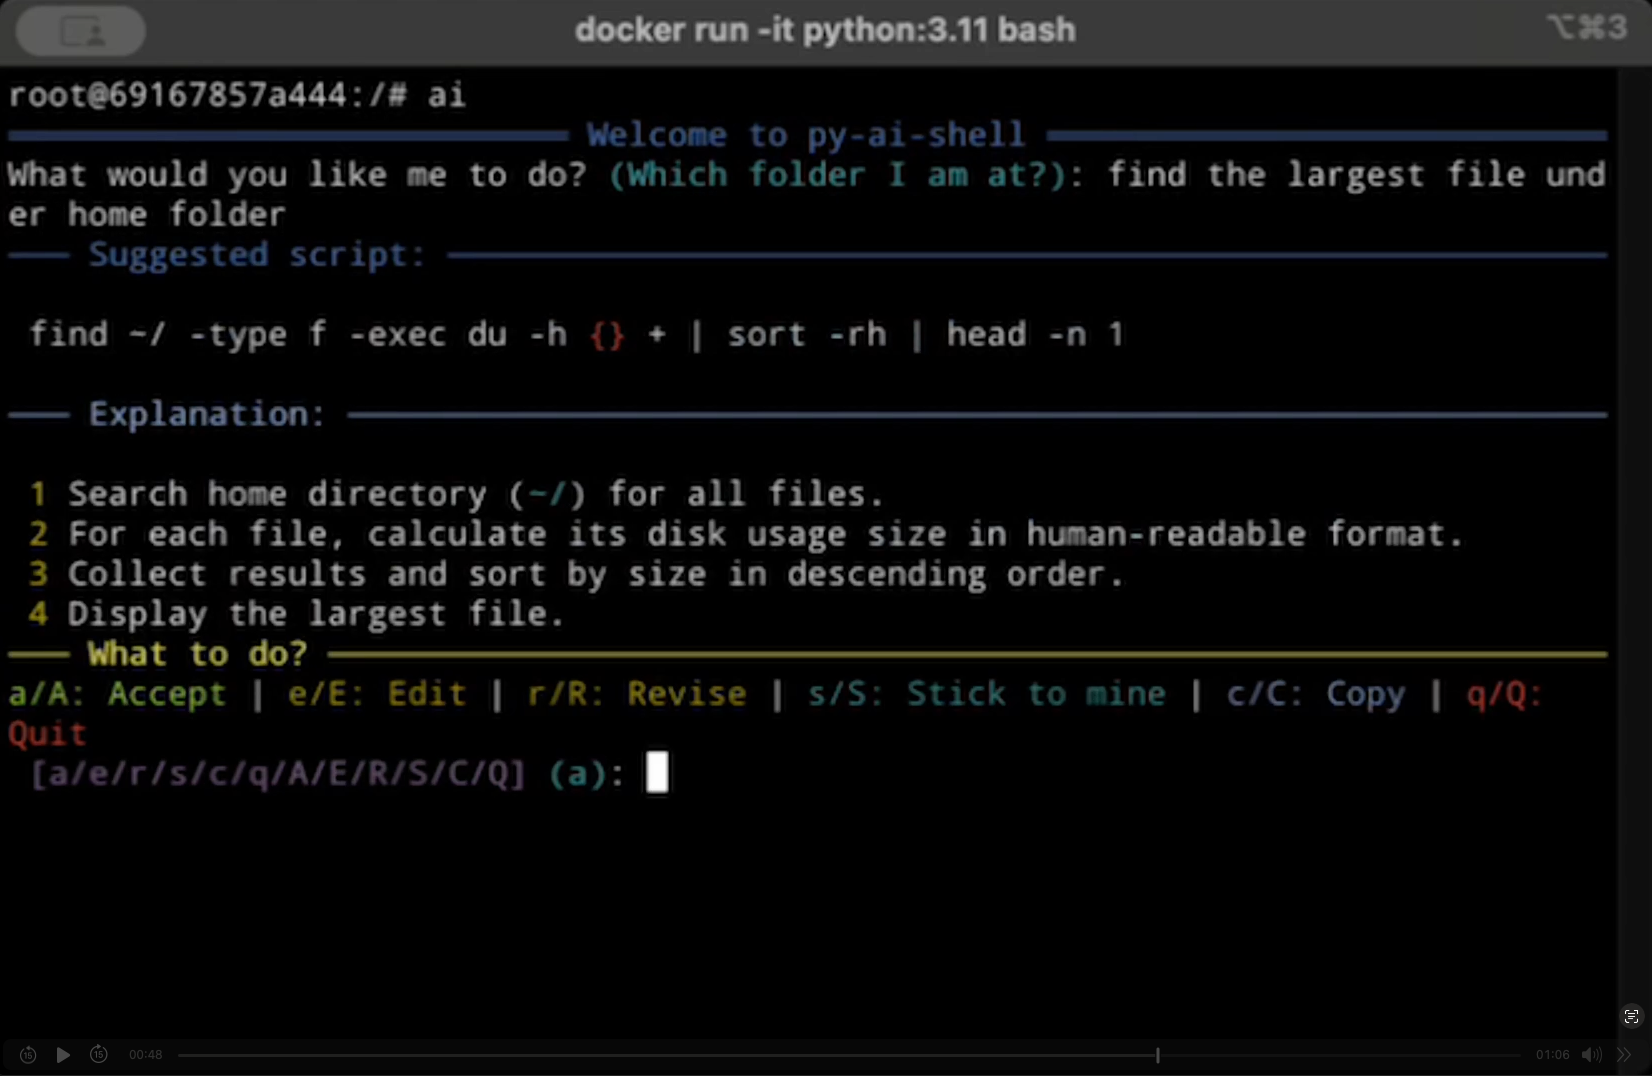 docker run -it python:3.11 bash
⌥⌘3
root@69167857a444:/# ai
Welcome to py-ai-shell
What would you like me to do? (Which folder I am at?): find the largest file und
er home folder
Suggested script:
find ~/ -type f -exec du -h {} + | sort -rh | head -n 1
Explanation:
1 Search home directory (~/) for all files.
2 For each file, calculate its disk usage size in human-readable format.
3 Collect results and sort by size in descending order.
4 Display the largest file.
What to do?
a/A: Accept | e/E: Edit | r/R: Revise | s/S: Stick to mine | c/C: Copy | q/Q:
Quit
[a/e/r/s/c/q/A/E/R/S/C/Q] (a):
15 15 00:48 01:06